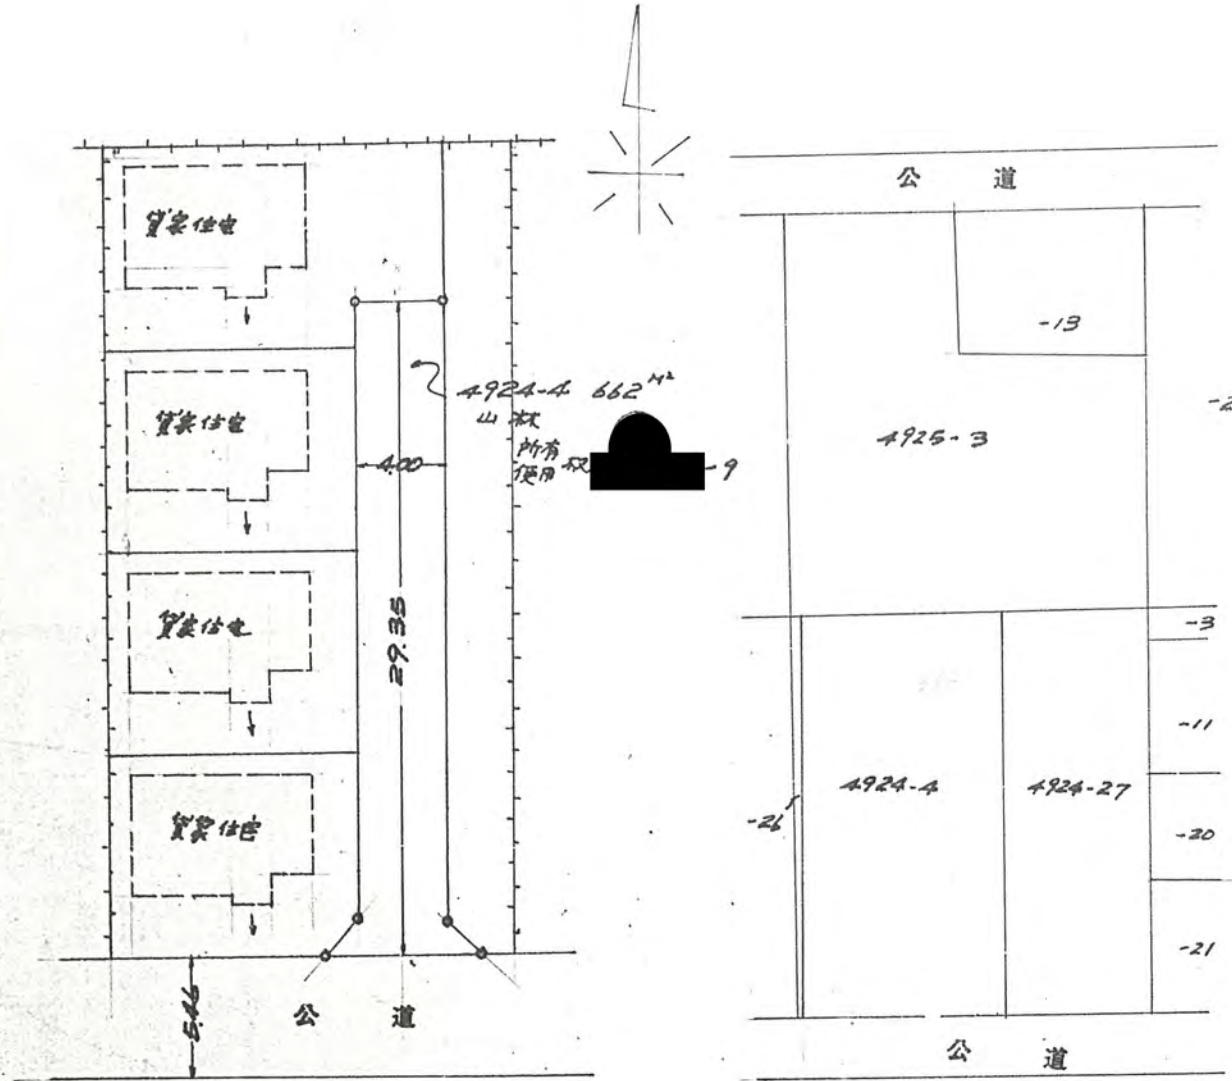 貸家住宅
貸家住宅
貸家住宅
貸家住宅
4924-4 662M²
山林
所有
使用 权
-9
4.00
29.35
5.46
公 道
公 道
-13
-2
4925-3
-3
-11
4924-4
4924-27
-26
-20
-21
公 道